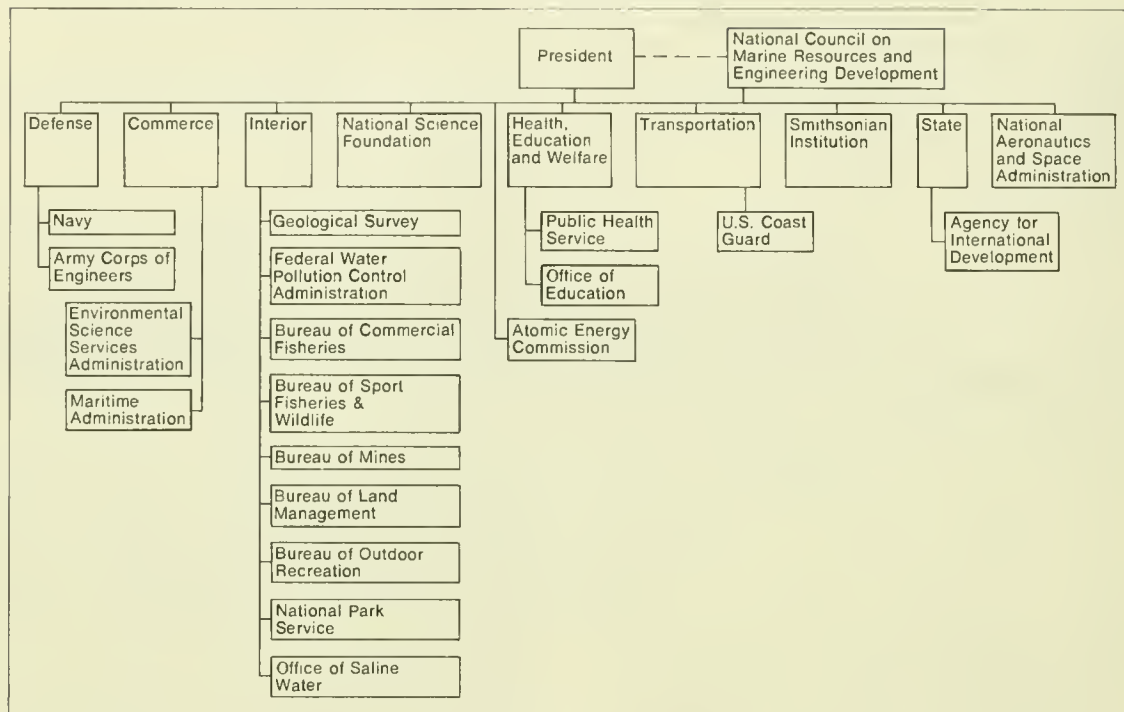 President
National Council on
Marine Resources and
Engineering Development
Defense
Commerce
Interior
National Science
Foundation
Health,
Education
and Welfare
Transportation
Smithsonian
Institution
State
National
Aeronautics
and Space
Administration
Navy
Army Corps of
Engineers
Environmental
Science
Services
Administration
Maritime
Administration
Geological Survey
Federal Water
Pollution Control
Administration
Bureau of Commercial
Fisheries
Bureau of Sport
Fisheries &
Wildlife
Bureau of Mines
Bureau of Land
Management
Bureau of Outdoor
Recreation
National Park
Service
Office of Saline
Water
Public Health
Service
Office of
Education
Atomic Energy
Commission
U.S. Coast
Guard
Agency for
International
Development